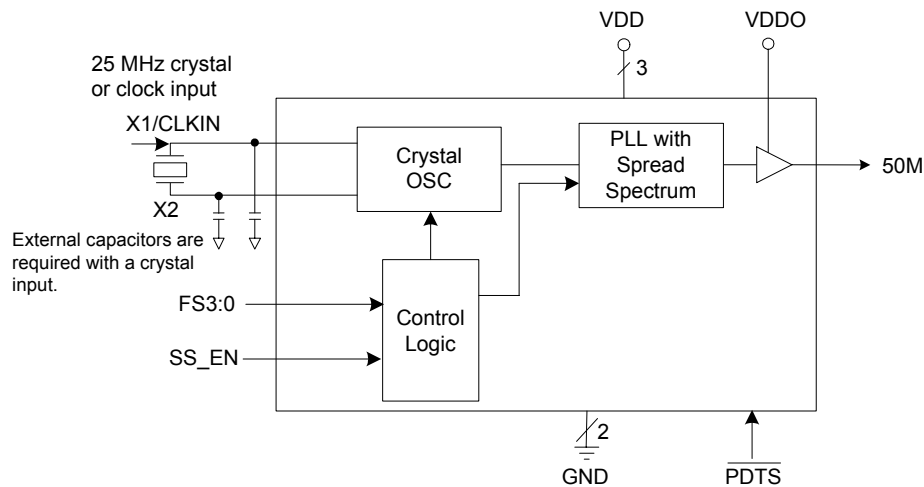 VDD
VDDO
3
25 MHz crystal
or clock input
X1/CLKIN
X2
External capacitors are
required with a crystal
input.
Crystal
OSC
PLL with
Spread
Spectrum
50M
FS3:0
SS_EN
Control
Logic
2
GND
PDTS